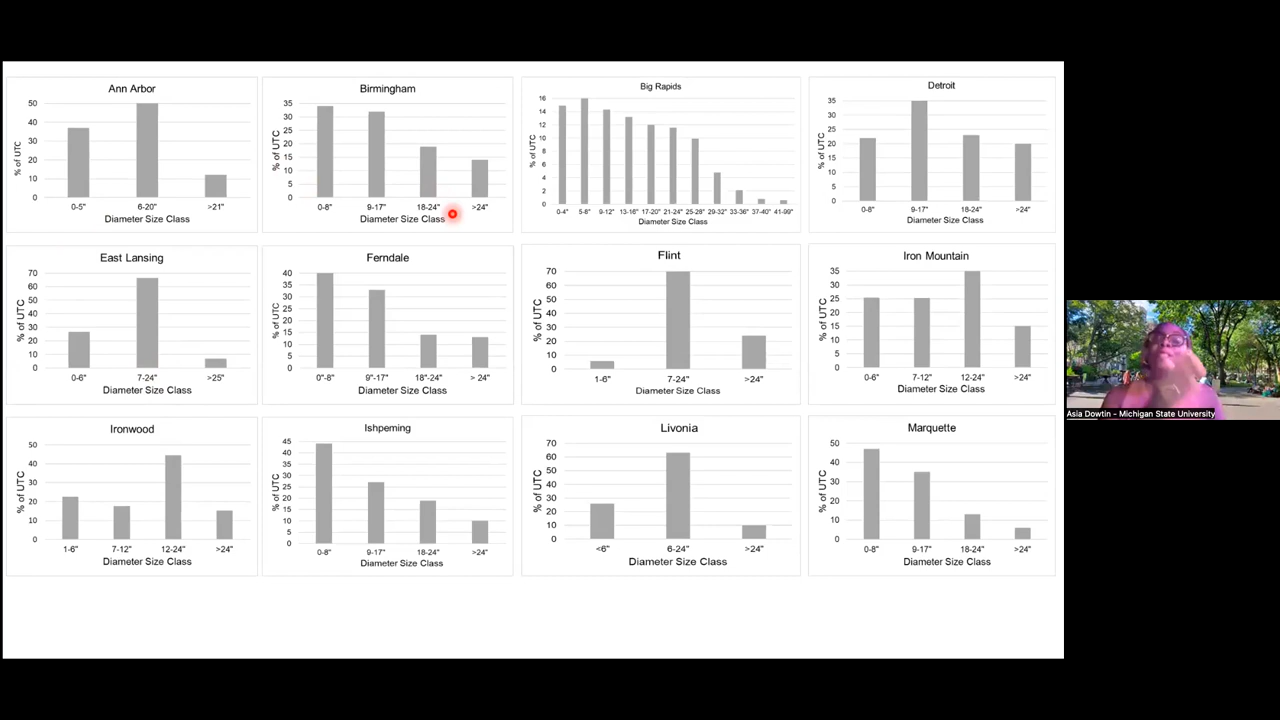 Ann Arbor
% of UTC
50
40
30
20
10
0
0-5" 6-20" >21"
Diameter Size Class
Birmingham
% of UTC
35
30
25
20
15
10
5
0
0-8" 9-17" 18-24" >24"
Diameter Size Class
Big Rapids
% of UTC
16
14
12
10
8
6
4
2
0
0-4" 5-8" 9-12" 13-16" 17-20" 21-24" 25-28" 29-32" 33-36" 37-40" 41-99"
Diameter Size Class
Detroit
% of UTC
35
30
25
20
15
10
5
0
0-8" 9-17" 18-24" >24"
Diameter Size Class
East Lansing
% of UTC
70
60
50
40
30
20
10
0
0-6" 7-24" >25"
Diameter Size Class
Ferndale
% of UTC
40
35
30
25
20
15
10
5
0
0"-8" 9"-17" 18"-24" > 24"
Diameter Size Class
Flint
% of UTC
70
60
50
40
30
20
10
0
1-6" 7-24" >24"
Diameter Size Class
Iron Mountain
% of UTC
35
30
25
20
15
10
5
0
0-6" 7-12" 12-24" >24"
Diameter Size Class
Asia Dowtin - Michigan State University
Ironwood
% of UTC
50
40
30
20
10
0
1-6" 7-12" 12-24" >24"
Diameter Size Class
Ishpeming
% of UTC
45
40
35
30
25
20
15
10
5
0
0-8" 9-17" 18-24" >24"
Diameter Size Class
Livonia
% of UTC
70
60
50
40
30
20
10
0
<6" 6-24" >24"
Diameter Size Class
Marquette
% of UTC
50
40
30
20
10
0
0-8" 9-17" 18-24" >24"
Diameter Size Class